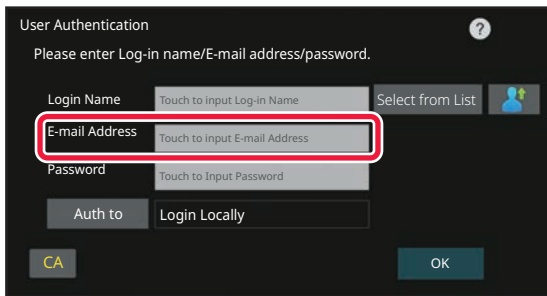 User Authentication ?
Please enter Log-in name/E-mail address/password.
Login Name Touch to input Log-in Name Select from List
E-mail Address Touch to input E-mail Address
Password Touch to Input Password
Auth to Login Locally
CA OK